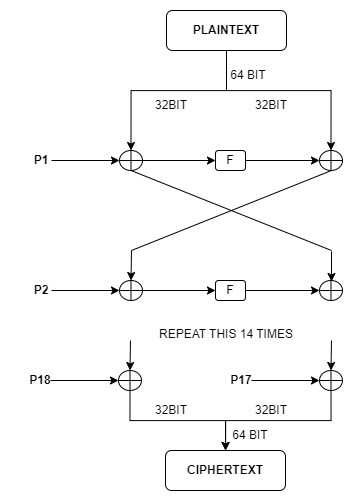 PLAINTEXT
64 BIT
32BIT 32BIT
P1 F
P2 F
REPEAT THIS 14 TIMES
P18 P17
32BIT 32BIT
64 BIT
CIPHERTEXT